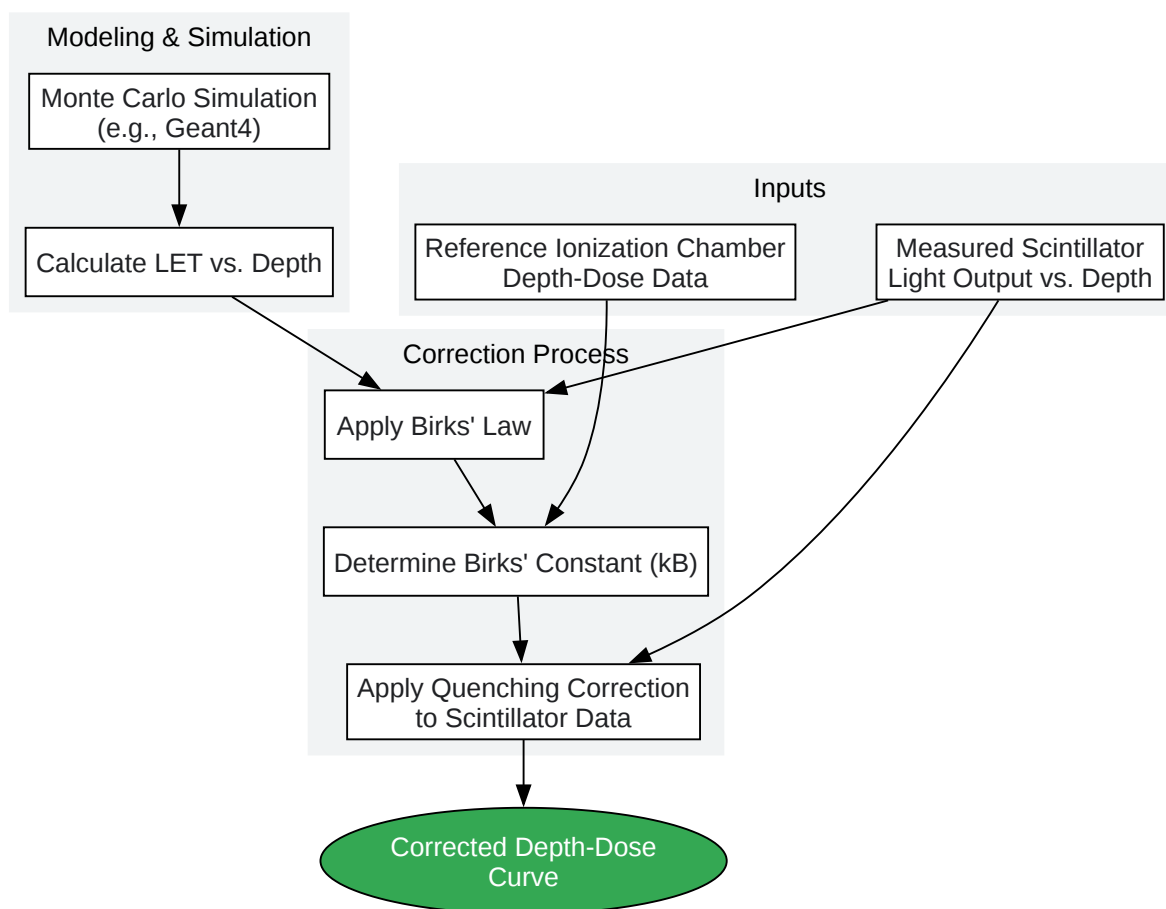 Modeling & Simulation
Monte Carlo Simulation
(e.g., Geant4)
Calculate LET vs. Depth
Inputs
Reference Ionization Chamber
Depth-Dose Data
Measured Scintillator
Light Output vs. Depth
Correction Process
Apply Birks' Law
Determine Birks' Constant (kB)
Apply Quenching Correction
to Scintillator Data
Corrected Depth-Dose
Curve